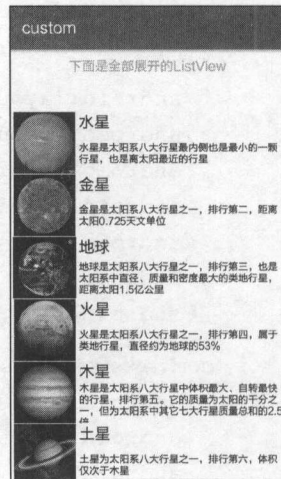 custom
下面是全部展开的ListView
水星
水星是太阳系八大行星最内侧也是最小的一颗
行星，也是离太阳最近的行星
金星
金星是太阳系八大行星之一，排行第二，距离
太阳0.725天文单位
地球
地球是太阳系八大行星之一，排行第三，也是
太阳系中直径、质量和密度最大的类地行星，
距离太阳1.5亿公里
火星
火星是太阳系八大行星之一，排行第四，属于
类地行星，直径约为地球的53%
木星
木星是太阳系八大行星中体积最大、自转最快
的行星，排行第五。它的质量为太阳的千分之
一，但为太阳系中其它七大行星质量总和的2.5
倍
土星
土星为太阳系八大行星之一，排行第六，体积
仅次于木星